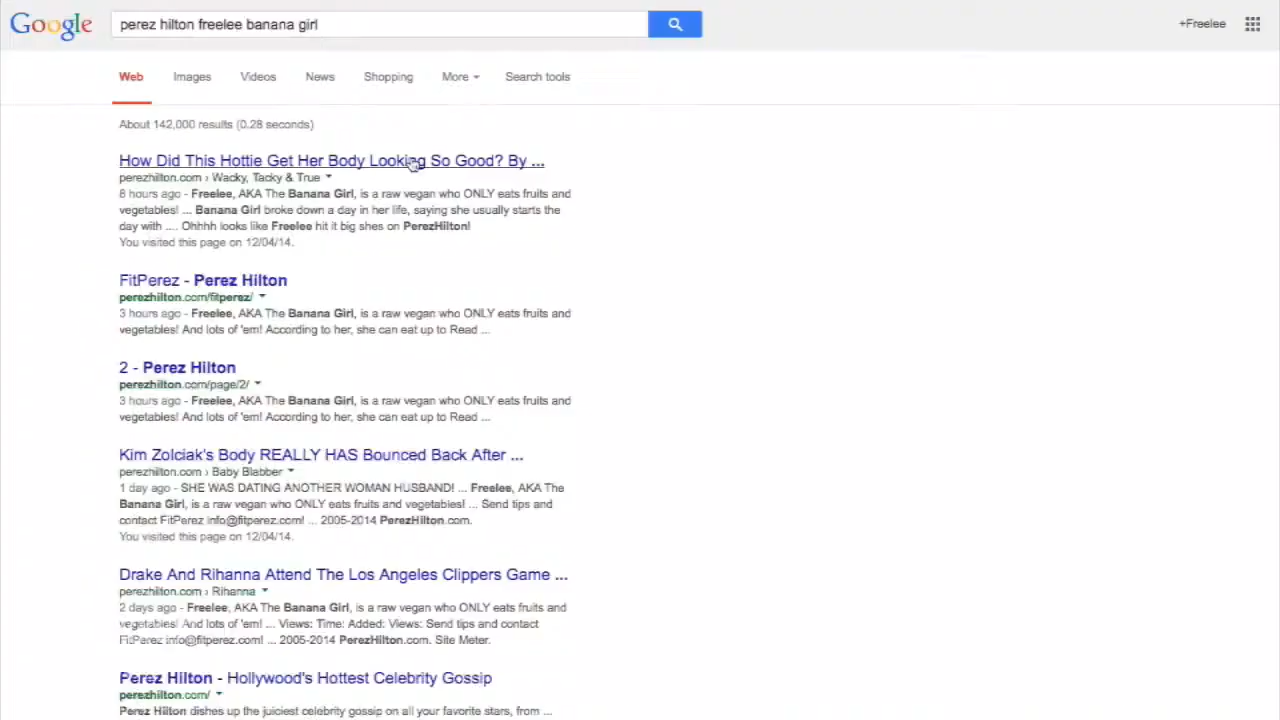 Google
perez hilton freelee banana girl
+Freelee
Web Images Videos News Shopping More Search tools
About 142,000 results (0.28 seconds)
How Did This Hottie Get Her Body Looking So Good? By ...
perezhilton.com › Wacky, Tacky & True
8 hours ago - Freelee, AKA The Banana Girl, is a raw vegan who ONLY eats fruits and
vegetables! ... Banana Girl broke down a day in her life, saying she usually starts the
day with .... Ohhhh looks like Freelee hit it big shes on PerezHilton!
You visited this page on 12/04/14.
FitPerez - Perez Hilton
perezhilton.com/fitperez/
3 hours ago - Freelee, AKA The Banana Girl, is a raw vegan who ONLY eats fruits and
vegetables! And lots of 'em! According to her, she can eat up to Read ...
2 - Perez Hilton
perezhilton.com/page/2/
3 hours ago - Freelee, AKA The Banana Girl, is a raw vegan who ONLY eats fruits and
vegetables! And lots of 'em! According to her, she can eat up to Read ...
Kim Zolciak's Body REALLY HAS Bounced Back After ...
perezhilton.com › Baby Blabber
1 day ago - SHE WAS DATING ANOTHER WOMAN HUSBAND! ... Freelee, AKA The
Banana Girl, is a raw vegan who ONLY eats fruits and vegetables! ... Send tips and
contact FitPerez info@fitperez.com! ... 2005-2014 PerezHilton.com.
You visited this page on 12/04/14.
Drake And Rihanna Attend The Los Angeles Clippers Game ...
perezhilton.com › Rihanna
2 days ago - Freelee, AKA The Banana Girl, is a raw vegan who ONLY eats fruits and
vegetables! And lots of 'em! ... Views: Time: Added: Views: Send tips and contact
FitPerez info@fitperez.com! ... 2005-2014 PerezHilton.com. Site Meter.
Perez Hilton - Hollywood's Hottest Celebrity Gossip
perezhilton.com/
Perez Hilton dishes up the juiciest celebrity gossip on all your favorite stars, from ...